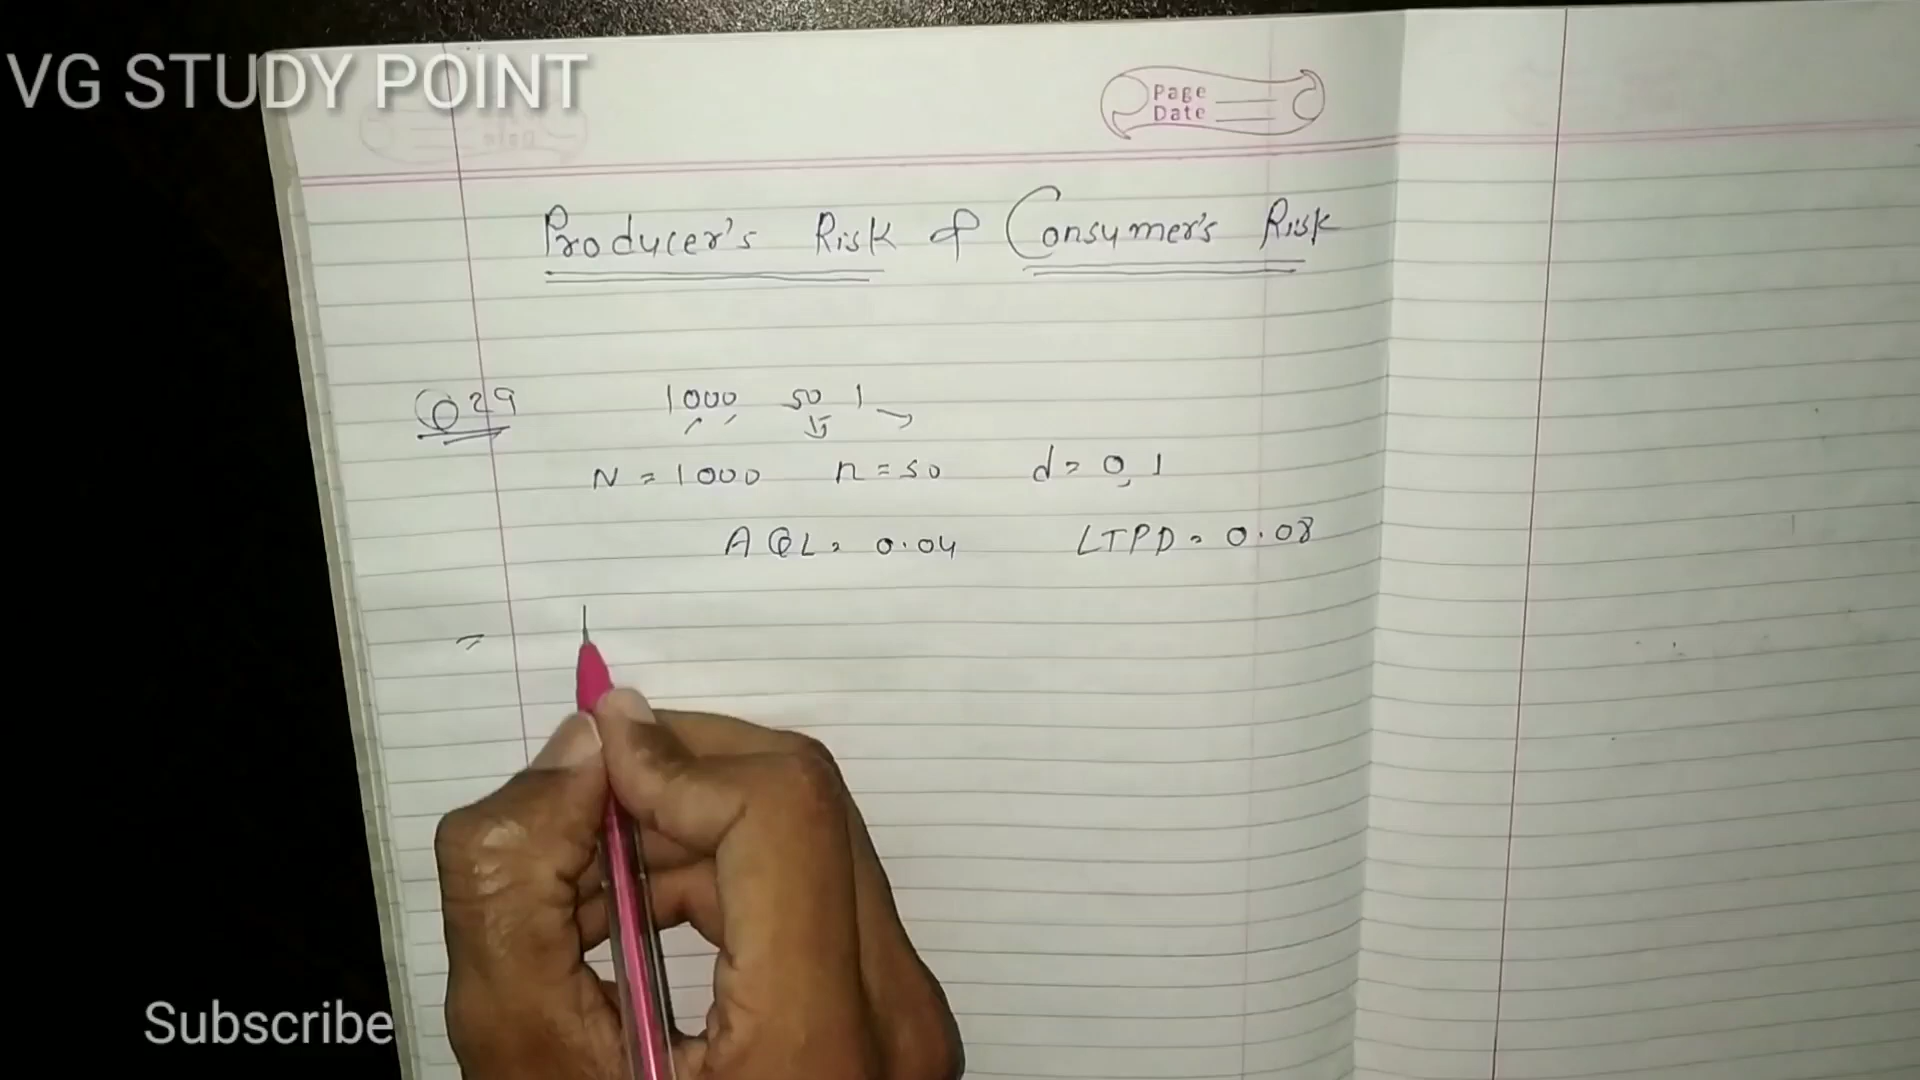 VG STUDY POINT
Page
Date
Producer's Risk & Consumer's Risk
Q29 1000 50 1
N = 1000 n = 50 d = 0, 1
AQL = 0.04 LTPD = 0.08
=
Subscribe